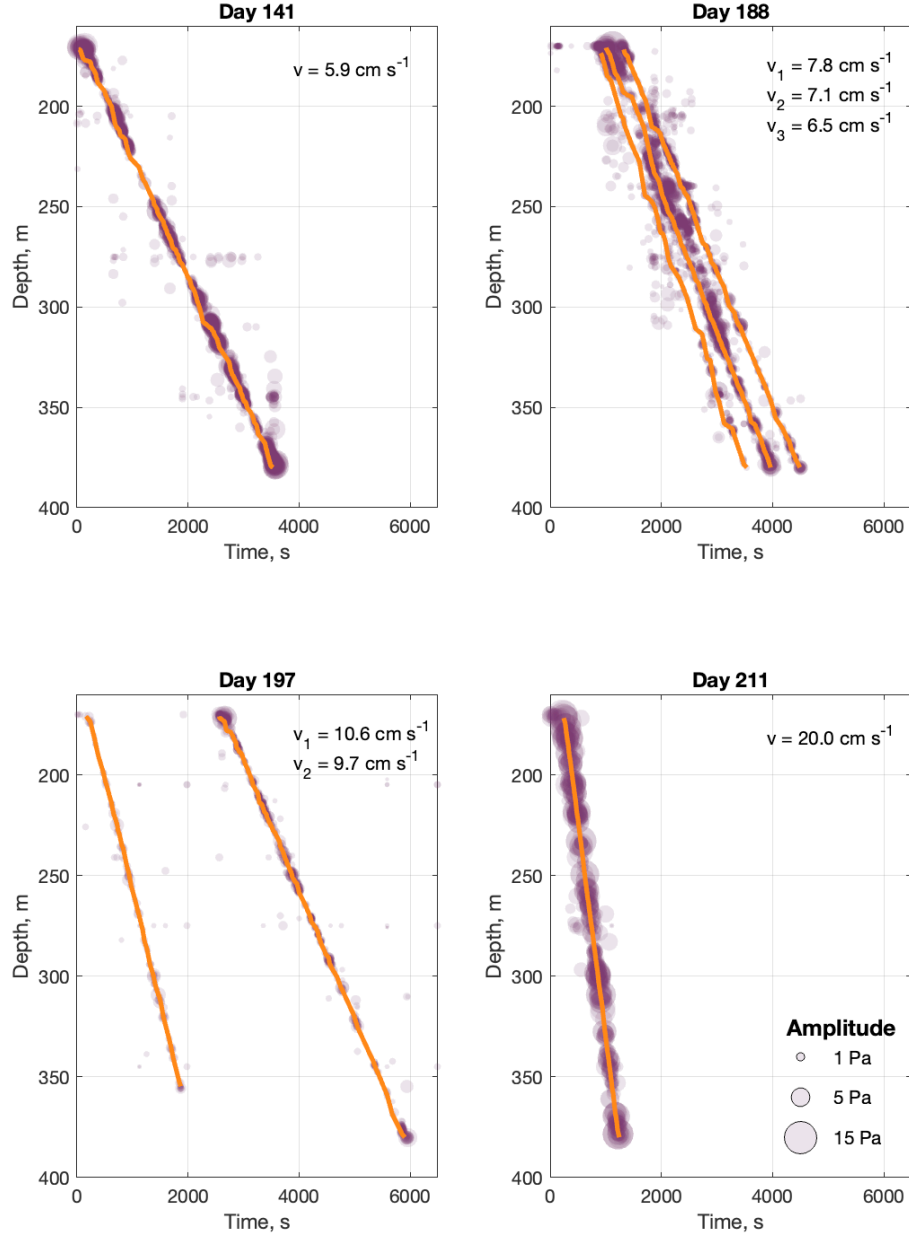 Day 141
v = 5.9 cm s⁻¹
200
250
300
350
400
0 2000 4000 6000
Depth, m
Time, s
Day 188
v₁ = 7.8 cm s⁻¹
v₂ = 7.1 cm s⁻¹
v₃ = 6.5 cm s⁻¹
200
250
300
350
400
0 2000 4000 6000
Depth, m
Time, s
Day 197
v₁ = 10.6 cm s⁻¹
v₂ = 9.7 cm s⁻¹
200
250
300
350
400
0 2000 4000 6000
Depth, m
Time, s
Day 211
v = 20.0 cm s⁻¹
200
250
300
350
400
0 2000 4000 6000
Depth, m
Time, s
Amplitude
1 Pa
5 Pa
15 Pa